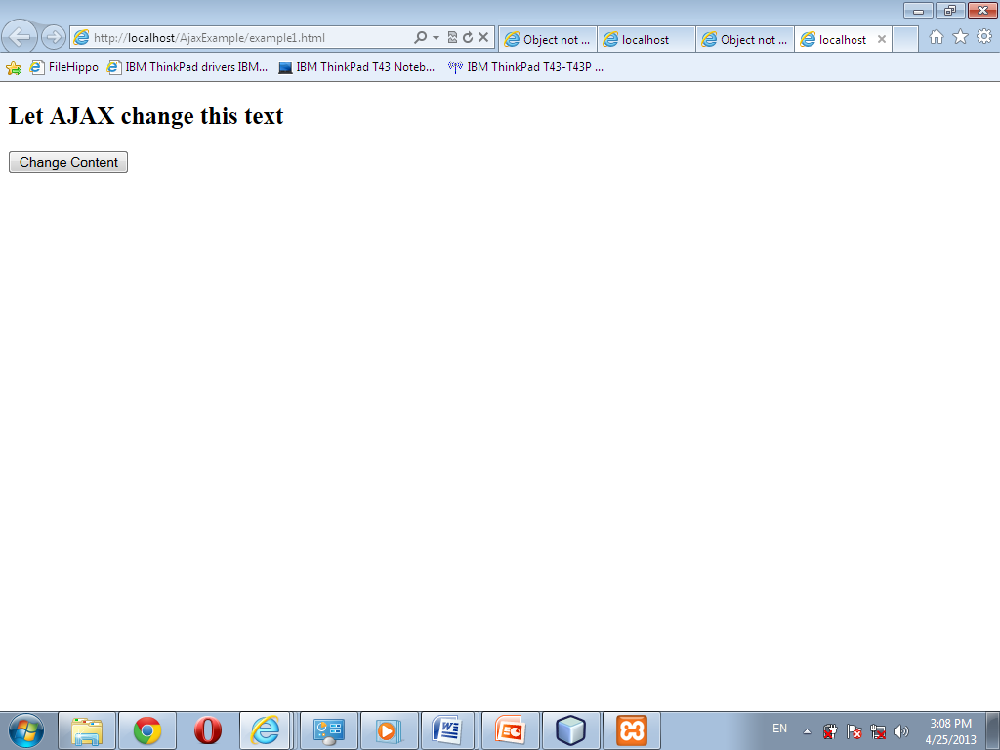 http://localhost/AjaxExample/example1.html
Object not ...
localhost
Object not ...
localhost
FileHippo
IBM ThinkPad drivers IBM...
IBM ThinkPad T43 Noteb...
IBM ThinkPad T43-T43P ...
Let AJAX change this text
Change Content
EN
3:08 PM
4/25/2013